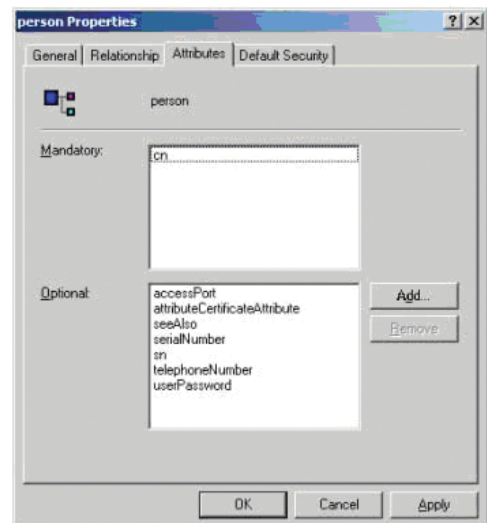 person Properties
General Relationship Attributes Default Security
person
Mandatory:
cn
Optional:
accessPort
attributeCertificateAttribute
seeAlso
serialNumber
sn
telephoneNumber
userPassword
Add...
Remove
OK Cancel Apply